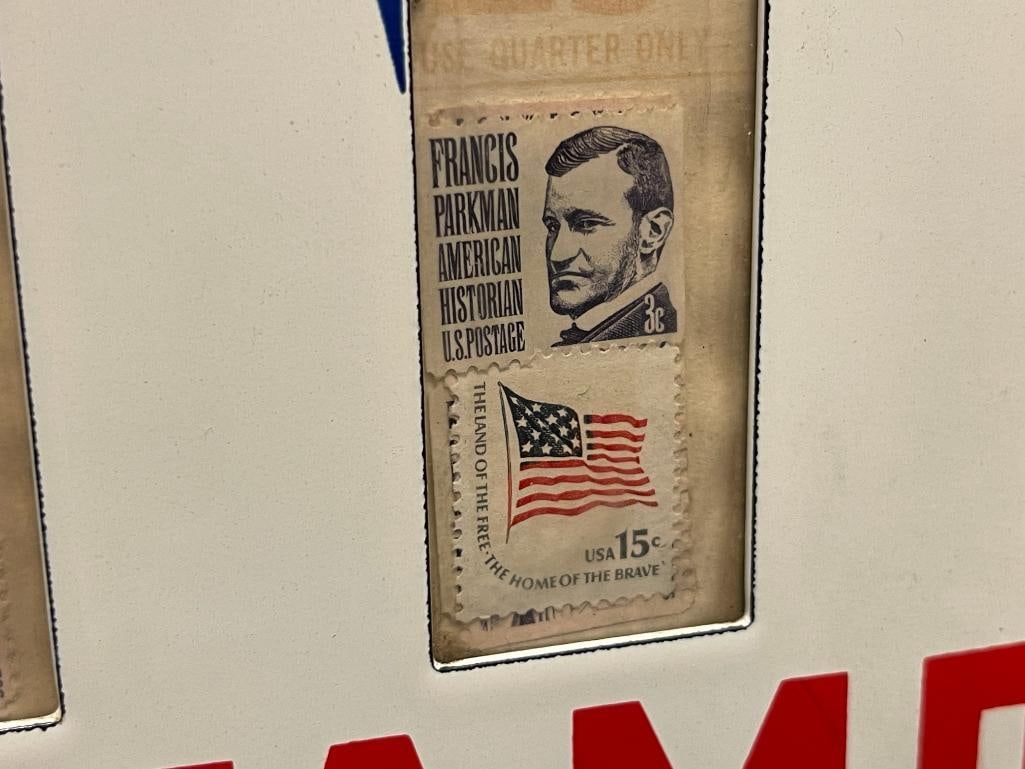 USE QUARTER ONLY
FRANCIS
PARKMAN
AMERICAN
HISTORIAN
U.S. POSTAGE
3c
THE LAND OF THE FREE · THE HOME OF THE BRAVE
USA 15c